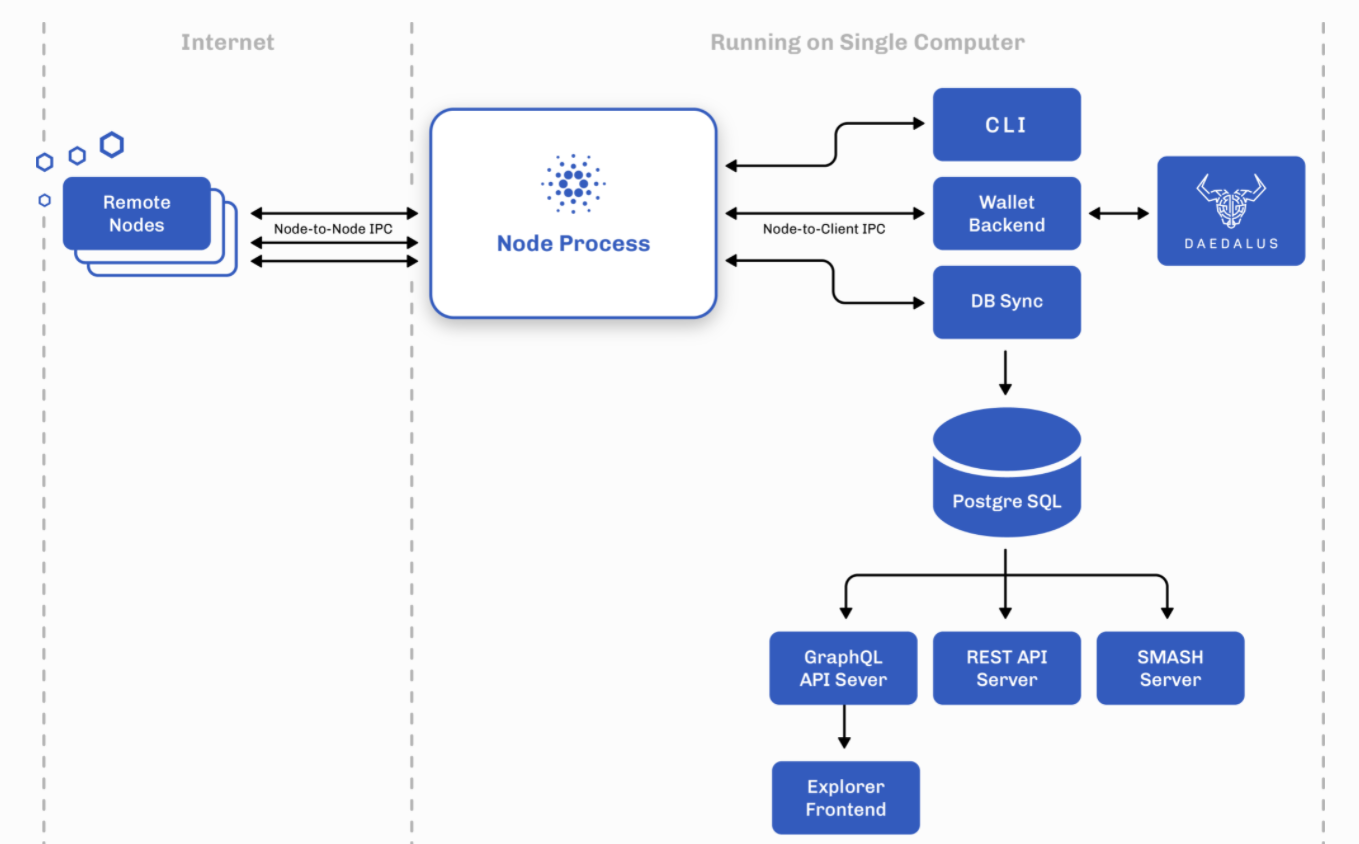 Internet
Running on Single Computer
Remote
Nodes
Node-to-Node IPC
Node Process
Node-to-Client IPC
CLI
Wallet
Backend
DAEDALUS
DB Sync
Postgre SQL
GraphQL
API Sever
REST API
Server
SMASH
Server
Explorer
Frontend